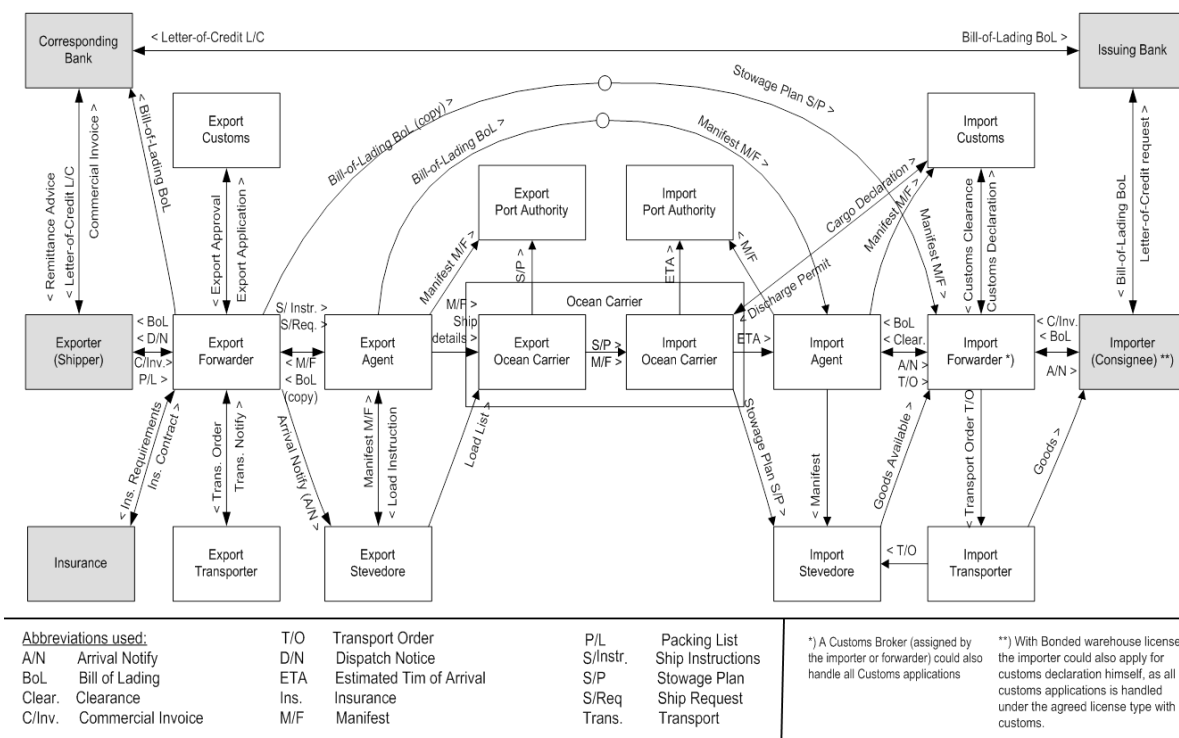 < Letter-of-Credit L/C
Bill-of-Lading BoL >
Corresponding
Bank
Issuing Bank
< Bill-of-Lading BoL
Export
Customs
Bill-of-Lading BoL (copy) >
Stowage Plan S/P >
Import
Customs
Bill-of-Lading BoL >
Manifest M/F >
< Remittance Advice
< Letter-of-Credit L/C
Commercial Invoice >
< Export Approval
Export Application >
Export
Port Authority
Import
Port Authority
Cargo Declaration >
< Discharge Permit
Manifest M/F >
Manifest M/F >
< Customs Clearance
Customs Declaration >
< Bill-of-Lading BoL
Letter-of-Credit request >
Manifest M/F >
S/P >
ETA >
< M/F
Ocean Carrier
Exporter
(Shipper)
< BoL
< D/N
C/Inv. >
P/L >
Export
Forwarder
S/ Instr. >
S/Req. >
< M/F
< BoL
(copy)
Export
Agent
M/F >
Ship
details >
Export
Ocean Carrier
S/P >
M/F >
Import
Ocean Carrier
ETA >
Import
Agent
< BoL
< Clear.
A/N >
T/O >
Import
Forwarder *)
< C/Inv.
< BoL
A/N >
Importer
(Consignee) **)
< Ins. Requirements
Ins. Contract >
< Trans. Order
Trans. Notify >
Arrival Notify (A/N) >
Manifest M/F >
< Load Instruction
Load List >
Stowage Plan S/P >
< Manifest
Goods Available >
< Transport Order T/O
Goods >
Insurance
Export
Transporter
Export
Stevedore
Import
Stevedore
< T/O
Import
Transporter
Abbreviations used:
A/N Arrival Notify
BoL Bill of Lading
Clear. Clearance
C/Inv. Commercial Invoice
T/O Transport Order
D/N Dispatch Notice
ETA Estimated Tim of Arrival
Ins. Insurance
M/F Manifest
P/L Packing List
S/Instr. Ship Instructions
S/P Stowage Plan
S/Req Ship Request
Trans. Transport
*) A Customs Broker (assigned by
the importer or forwarder) could also
handle all Customs applications
**) With Bonded warehouse license
the importer could also apply for
customs declaration himself, as all
customs applications is handled
under the agreed license type with
customs.